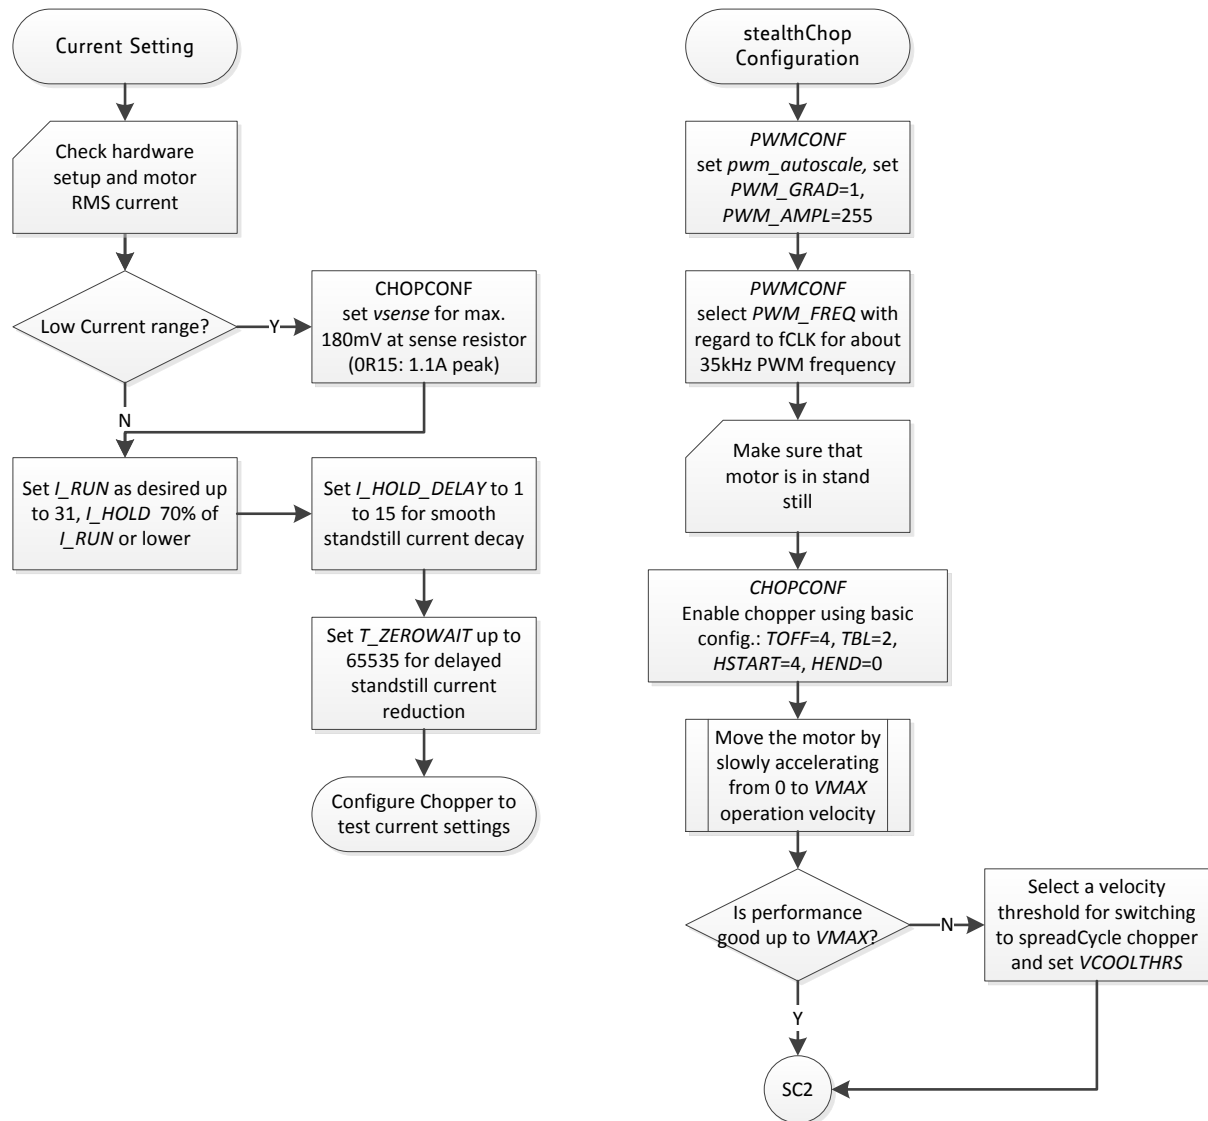 Current Setting
Check hardware
setup and motor
RMS current
Low Current range?
Y
CHOPCONF
set vsense for max.
180mV at sense resistor
(0R15: 1.1A peak)
N
Set I_RUN as desired up
to 31, I_HOLD 70% of
I_RUN or lower
Set I_HOLD_DELAY to 1
to 15 for smooth
standstill current decay
Set T_ZEROWAIT up to
65535 for delayed
standstill current
reduction
Configure Chopper to
test current settings
stealthChop
Configuration
PWMCONF
set pwm_autoscale, set
PWM_GRAD=1,
PWM_AMPL=255
PWMCONF
select PWM_FREQ with
regard to fCLK for about
35kHz PWM frequency
Make sure that
motor is in stand
still
CHOPCONF
Enable chopper using basic
config.: TOFF=4, TBL=2,
HSTART=4, HEND=0
Move the motor by
slowly accelerating
from 0 to VMAX
operation velocity
Is performance
good up to VMAX?
N
Select a velocity
threshold for switching
to spreadCycle chopper
and set VCOOLTHRS
Y
SC2